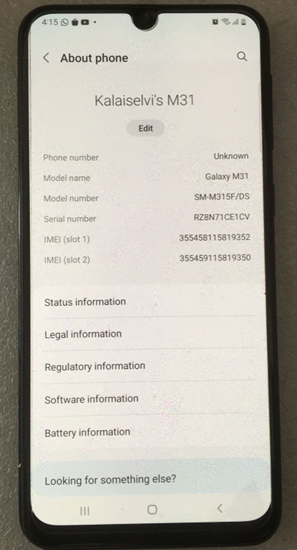 4:15
About phone
Kalaiselvi's M31
Edit
Phone number Unknown
Model name Galaxy M31
Model number SM-M315F/DS
Serial number RZ8N71CE1CV
IMEI (slot 1) 355458115819352
IMEI (slot 2) 355459115819350
Status information
Legal information
Regulatory information
Software information
Battery information
Looking for something else?